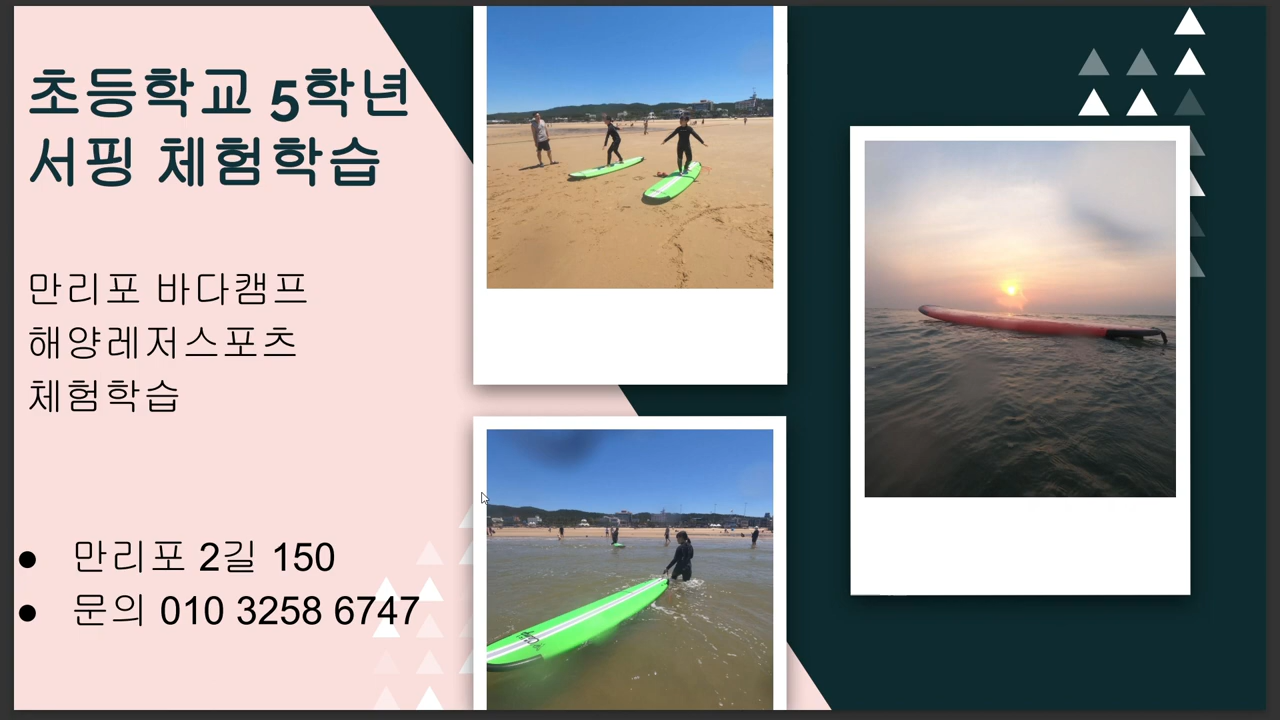 초등학교 5학년
서핑 체험학습
만리포 바다캠프
해양레저스포츠
체험학습
● 만리포 2길 150
● 문의 010 3258 6747